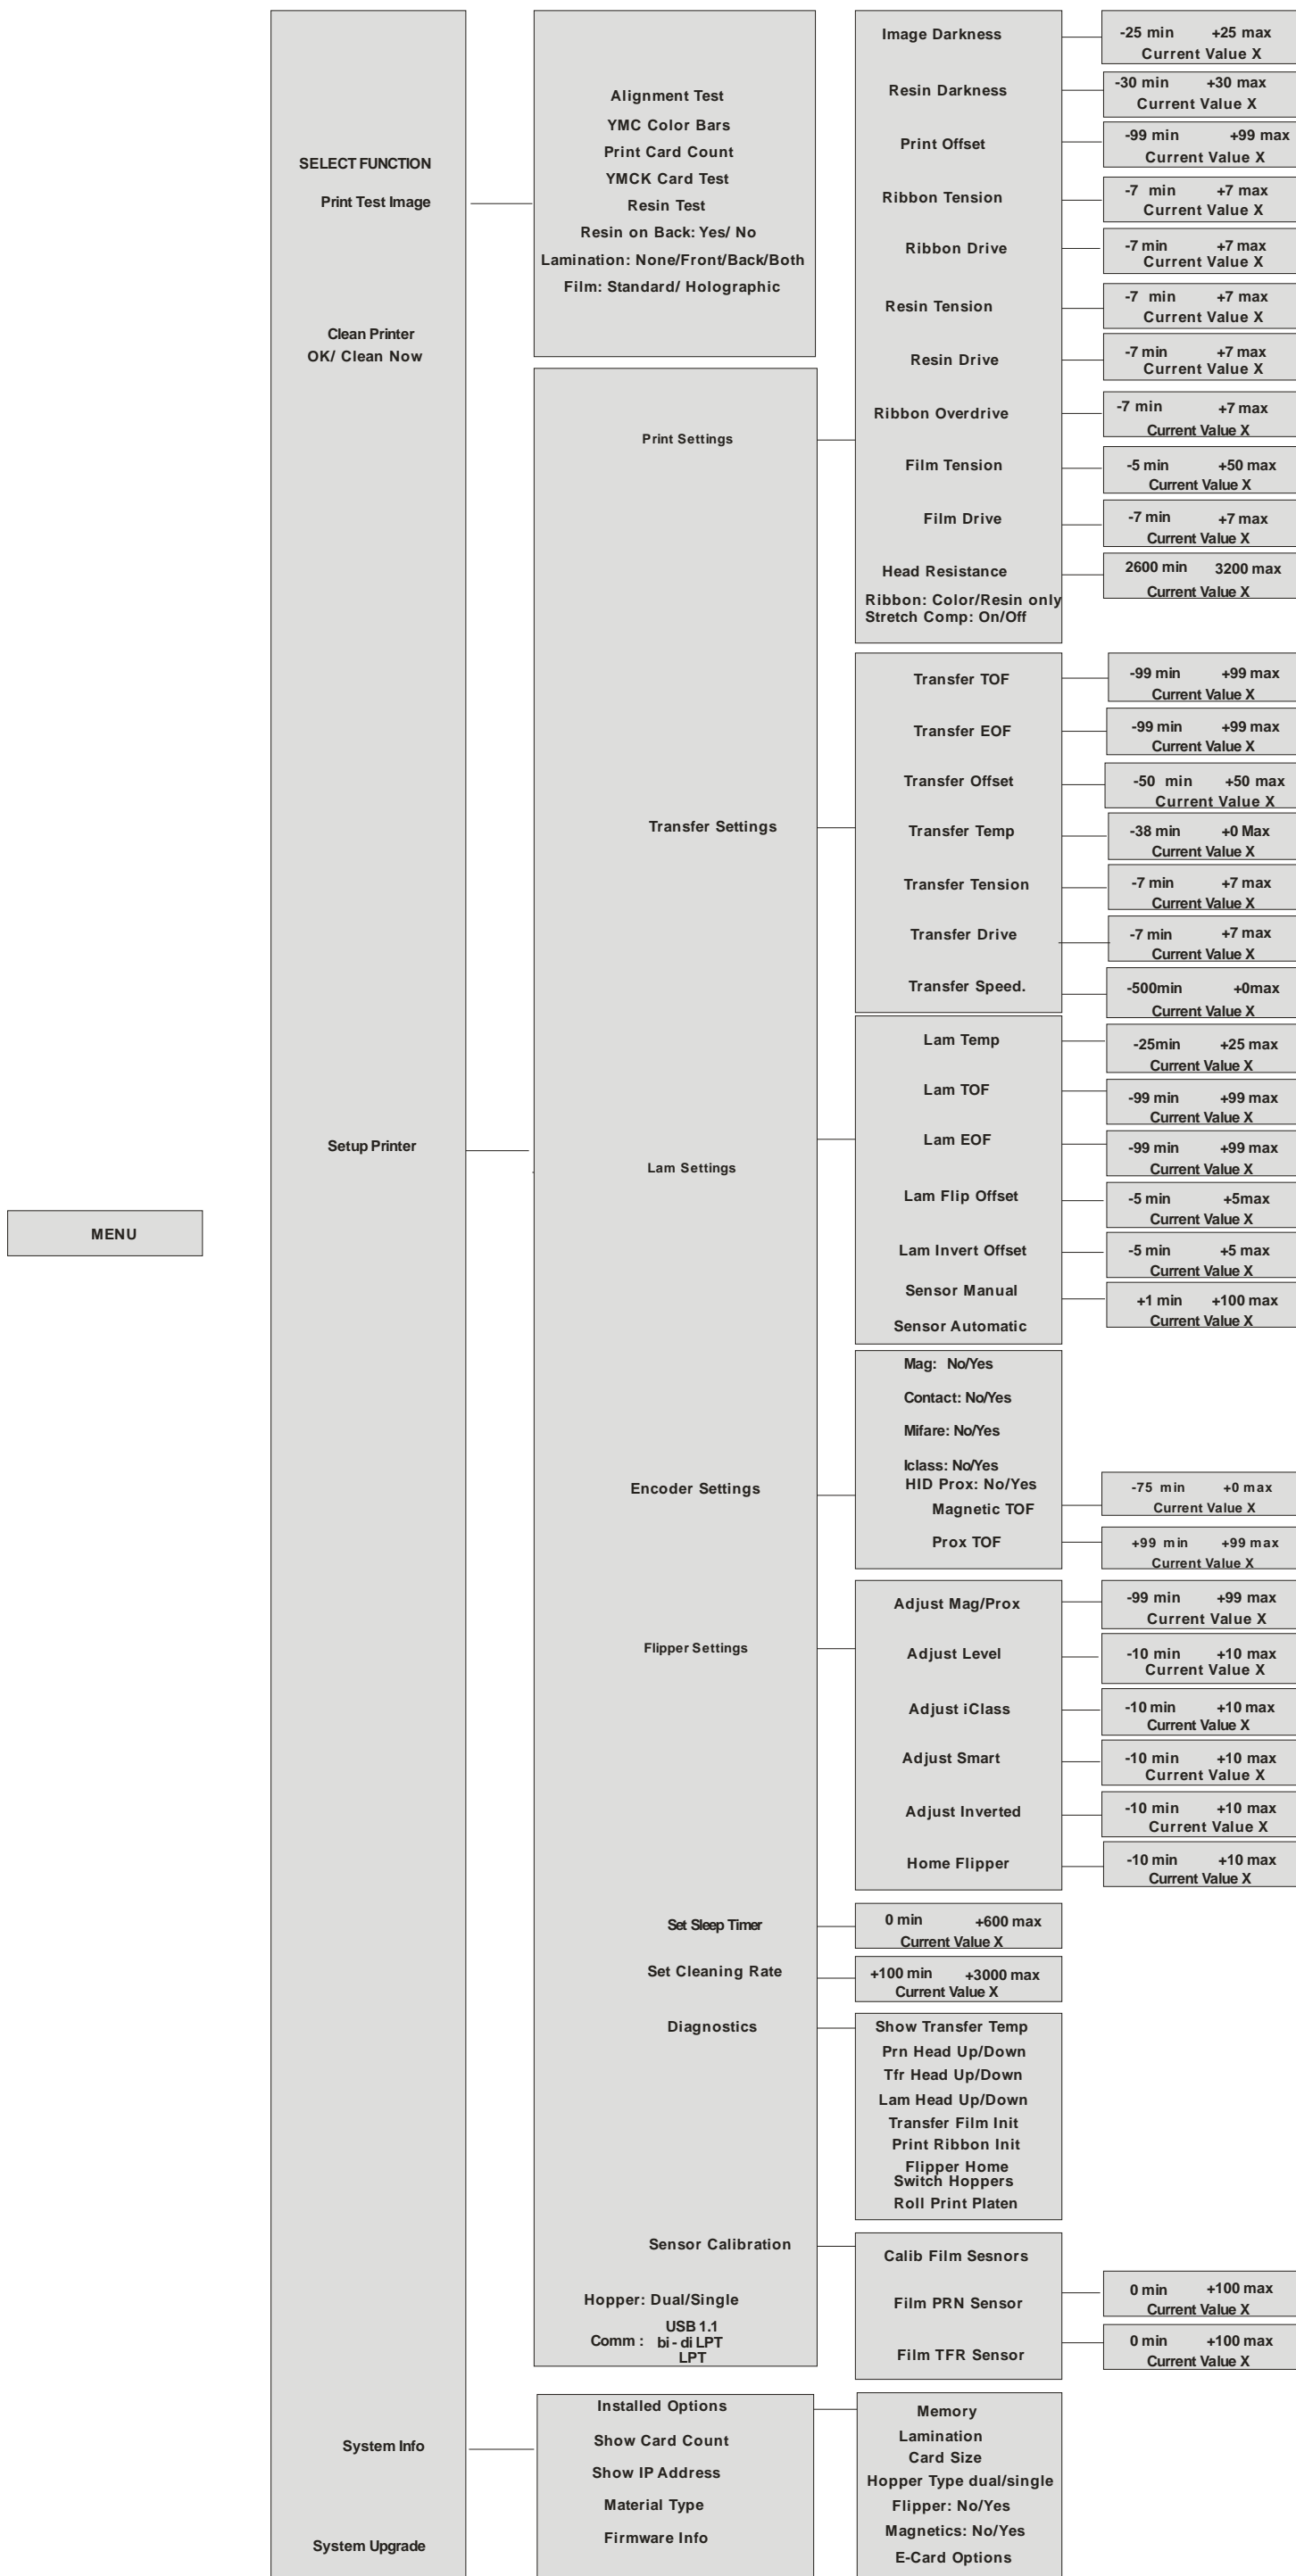 MENU
SELECT FUNCTION
Print Test Image
Clean Printer
OK/ Clean Now
Setup Printer
System Info
System Upgrade
Alignment Test
YMC Color Bars
Print Card Count
YMCK Card Test
Resin Test
Resin on Back: Yes/ No
Lamination: None/Front/Back/Both
Film: Standard/ Holographic
Print Settings
Transfer Settings
Lam Settings
Encoder Settings
Flipper Settings
Set Sleep Timer
Set Cleaning Rate
Diagnostics
Sensor Calibration
Hopper: Dual/Single
USB 1.1
Comm : bi - di LPT
LPT
Installed Options
Show Card Count
Show IP Address
Material Type
Firmware Info
Image Darkness
-25 min +25 max
Current Value X
Resin Darkness
-30 min +30 max
Current Value X
Print Offset
-99 min +99 max
Current Value X
Ribbon Tension
-7 min +7 max
Current Value X
Ribbon Drive
-7 min +7 max
Current Value X
Resin Tension
-7 min +7 max
Current Value X
Resin Drive
-7 min +7 max
Current Value X
Ribbon Overdrive
-7 min +7 max
Current Value X
Film Tension
-5 min +50 max
Current Value X
Film Drive
-7 min +7 max
Current Value X
Head Resistance
2600 min 3200 max
Current Value X
Ribbon: Color/Resin only
Stretch Comp: On/Off
Transfer TOF
-99 min +99 max
Current Value X
Transfer EOF
-99 min +99 max
Current Value X
Transfer Offset
-50 min +50 max
Current Value X
Transfer Temp
-38 min +0 Max
Current Value X
Transfer Tension
-7 min +7 max
Current Value X
Transfer Drive
-7 min +7 max
Current Value X
Transfer Speed.
-500min +0max
Current Value X
Lam Temp
-25min +25 max
Current Value X
Lam TOF
-99 min +99 max
Current Value X
Lam EOF
-99 min +99 max
Current Value X
Lam Flip Offset
-5 min +5max
Current Value X
Lam Invert Offset
-5 min +5 max
Current Value X
Sensor Manual
+1 min +100 max
Current Value X
Sensor Automatic
Mag: No/Yes
Contact: No/Yes
Mifare: No/Yes
Iclass: No/Yes
HID Prox: No/Yes
Magnetic TOF
-75 min +0 max
Current Value X
Prox TOF
+99 min +99 max
Current Value X
Adjust Mag/Prox
-99 min +99 max
Current Value X
Adjust Level
-10 min +10 max
Current Value X
Adjust iClass
-10 min +10 max
Current Value X
Adjust Smart
-10 min +10 max
Current Value X
Adjust Inverted
-10 min +10 max
Current Value X
Home Flipper
-10 min +10 max
Current Value X
0 min +600 max
Current Value X
+100 min +3000 max
Current Value X
Show Transfer Temp
Prn Head Up/Down
Tfr Head Up/Down
Lam Head Up/Down
Transfer Film Init
Print Ribbon Init
Flipper Home
Switch Hoppers
Roll Print Platen
Calib Film Sesnors
Film PRN Sensor
0 min +100 max
Current Value X
Film TFR Sensor
0 min +100 max
Current Value X
Memory
Lamination
Card Size
Hopper Type dual/single
Flipper: No/Yes
Magnetics: No/Yes
E-Card Options